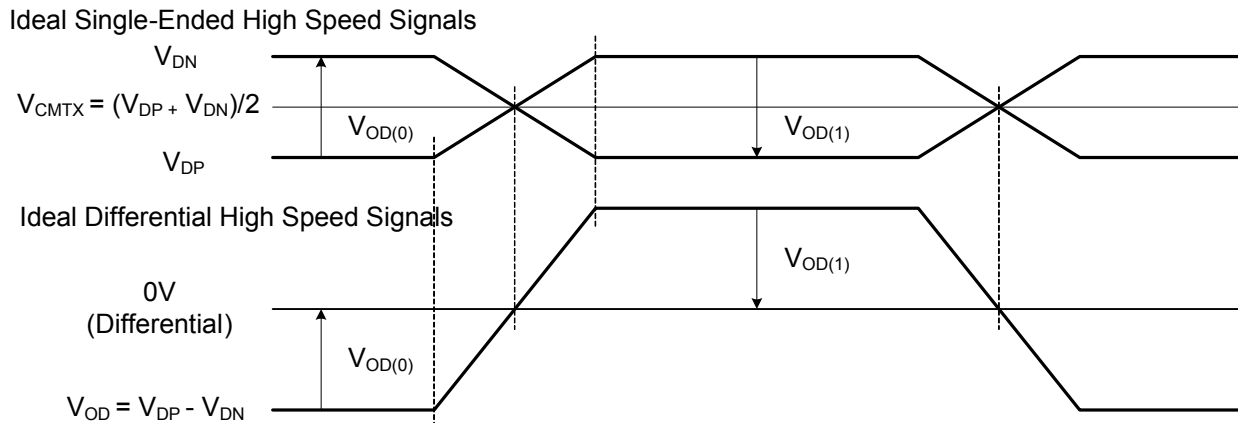 Ideal Single-Ended High Speed Signals
VDN
VCMTX = (VDP + VDN)/2
VOD(0)
VOD(1)
VDP
Ideal Differential High Speed Signals
VOD(1)
0V
(Differential)
VOD(0)
VOD = VDP - VDN